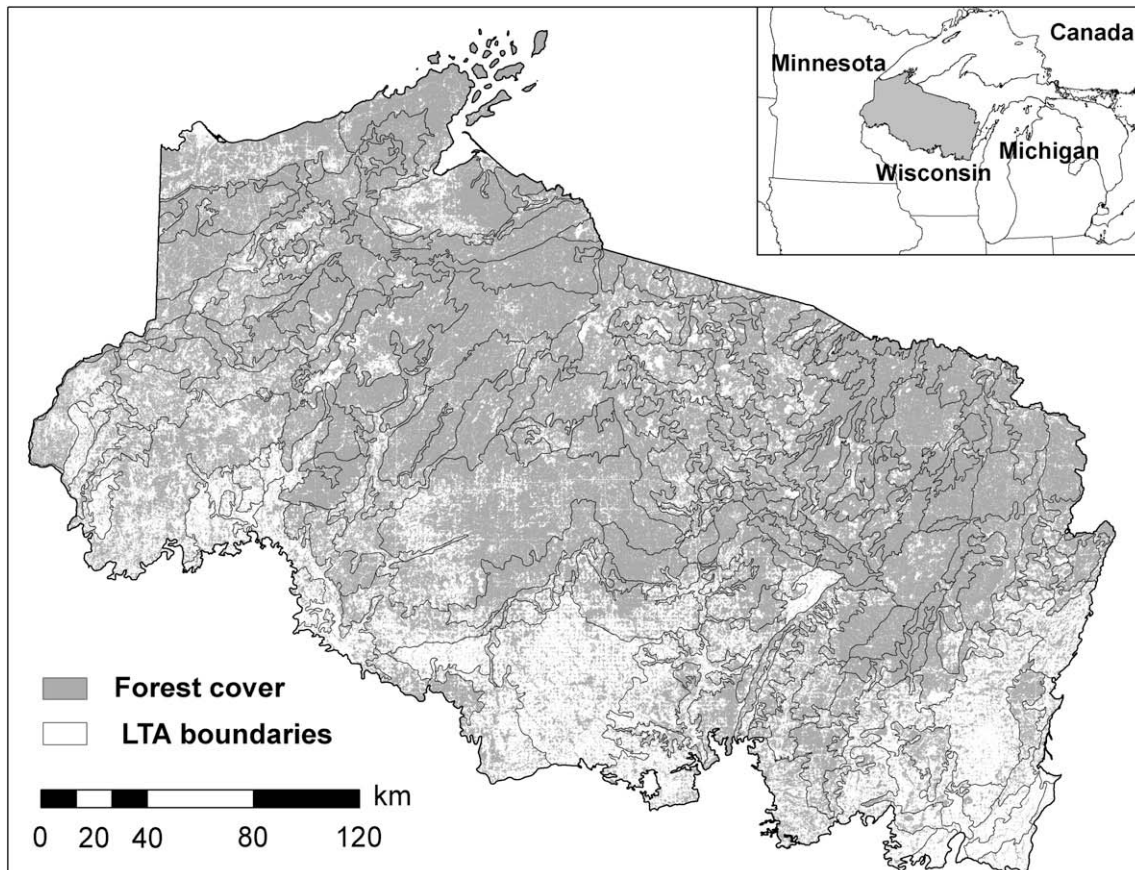 Canada
Minnesota
Michigan
Wisconsin
Forest cover
LTA boundaries
km
0 20 40 80 120